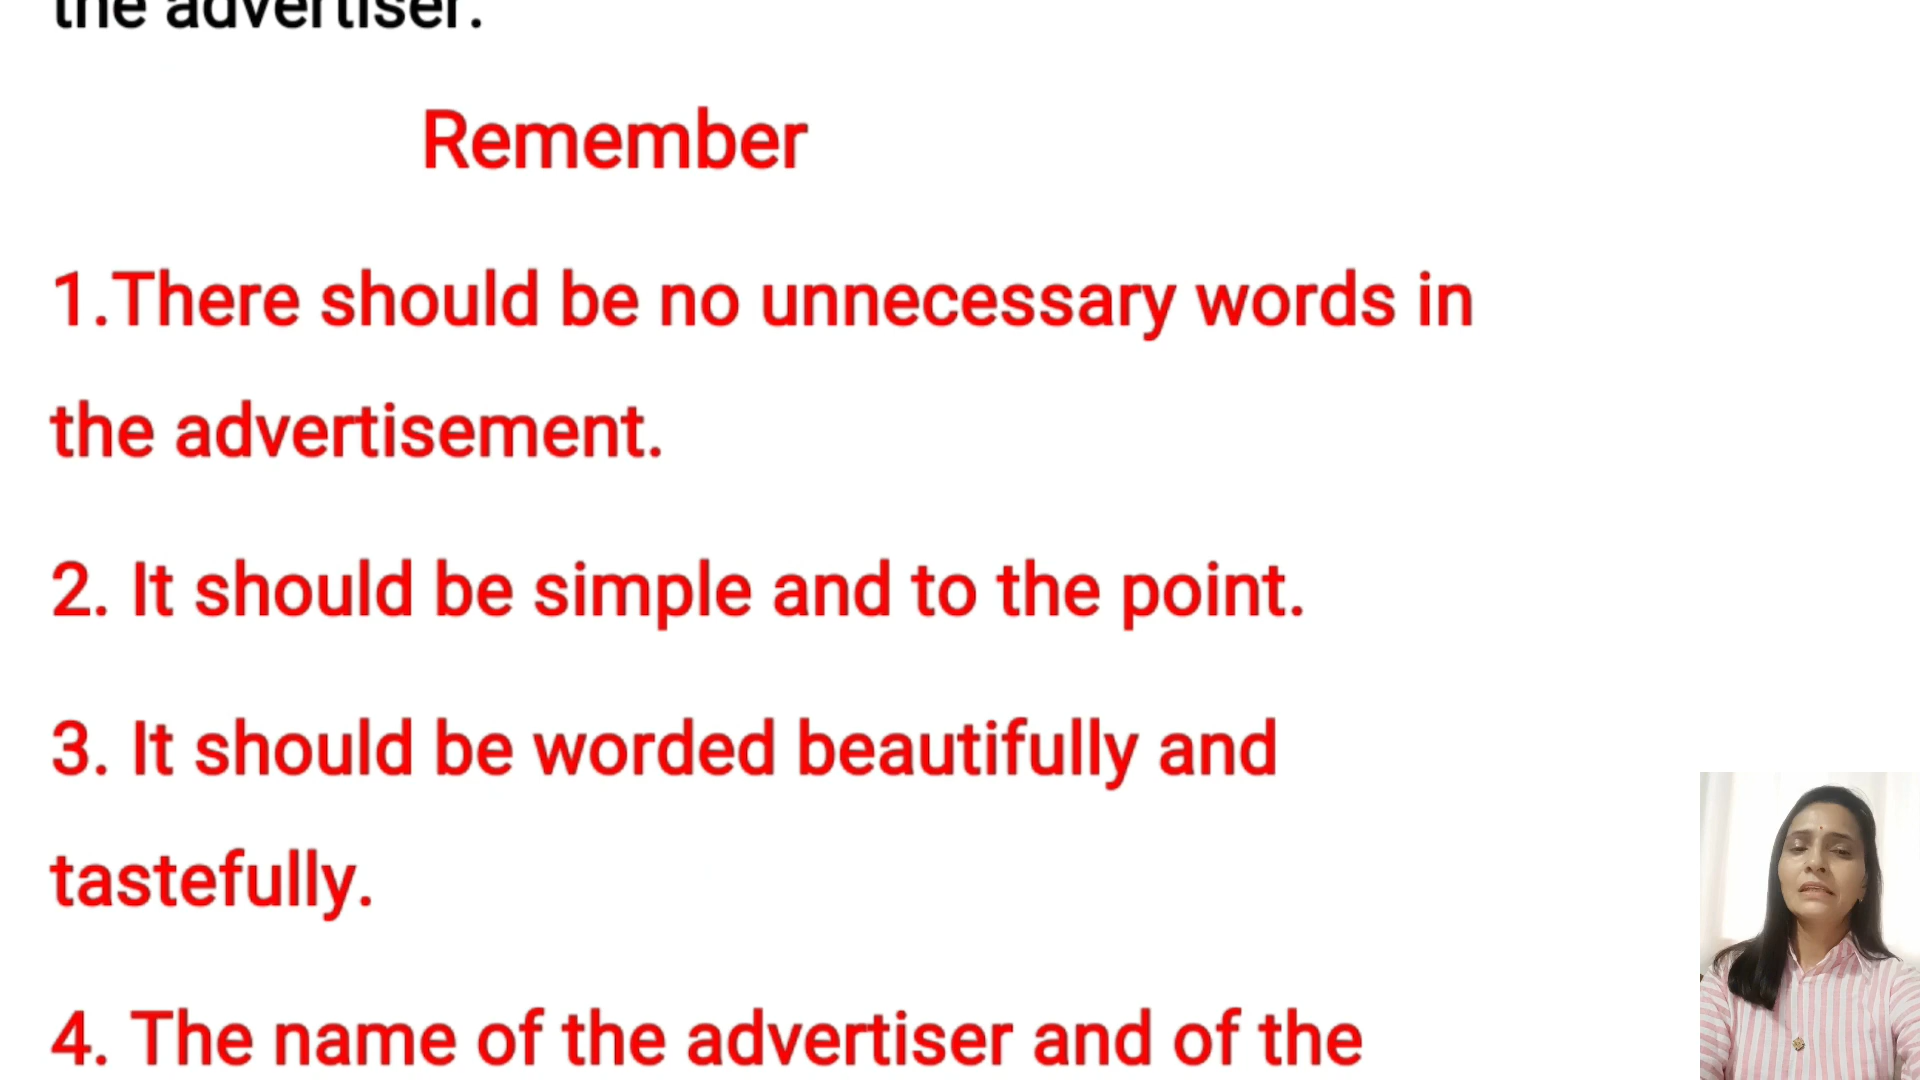 the advertiser.
Remember
1.There should be no unnecessary words in
the advertisement.
2. It should be simple and to the point.
3. It should be worded beautifully and
tastefully.
4. The name of the advertiser and of the